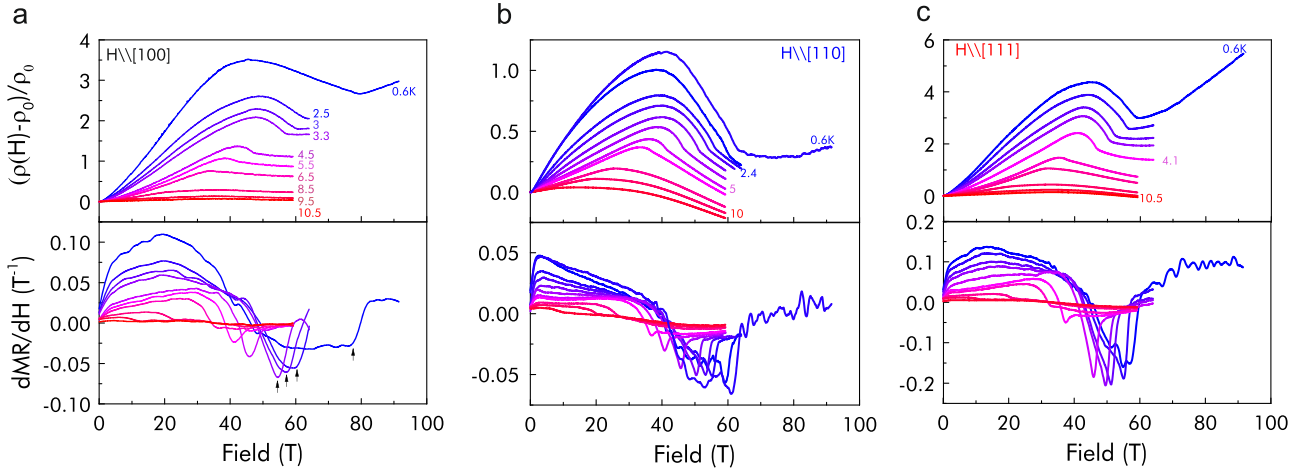 a
(ρ(H)-ρ₀)/ρ₀
4
3
2
1
0
H\\[100]
0.6K
2.5
3
3.3
4.5
5.5
6.5
8.5
9.5
10.5
dMR/dH (T⁻¹)
0.10
0.05
0.00
-0.05
-0.10
0 20 40 60 80 100
Field (T)
b
1.0
0.5
0.0
H\\[110]
0.6K
2.4
5
10
0.05
0.00
-0.05
0 20 40 60 80 100
Field (T)
c
6
4
2
0
H\\[111]
0.6K
4.1
10.5
0.2
0.1
0.0
-0.1
-0.2
0 20 40 60 80 100
Field (T)